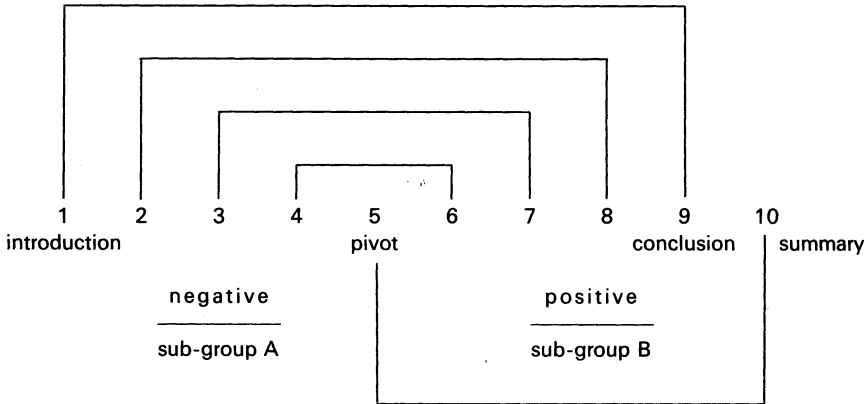 1 2 3 4 5 6 7 8 9 10
introduction pivot conclusion summary
negative positive
sub-group A sub-group B